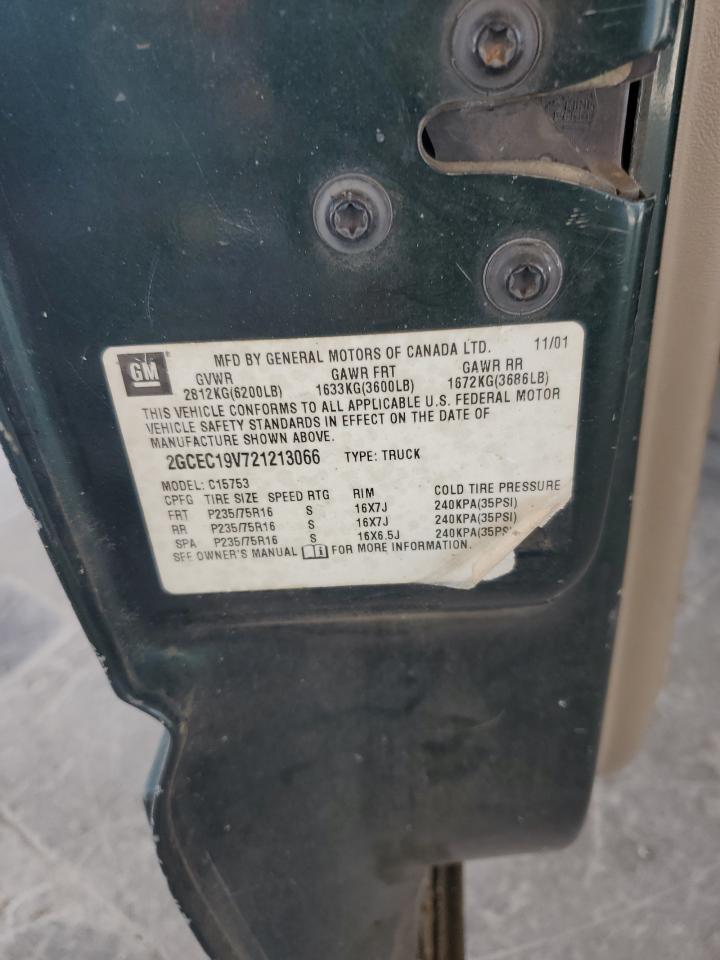 GM
MFD BY GENERAL MOTORS OF CANADA LTD. 11/01
GVWR GAWR FRT GAWR RR
2812KG(6200LB) 1633KG(3600LB) 1672KG(3686LB)
THIS VEHICLE CONFORMS TO ALL APPLICABLE U.S. FEDERAL MOTOR
VEHICLE SAFETY STANDARDS IN EFFECT ON THE DATE OF
MANUFACTURE SHOWN ABOVE.
2GCEC19V721213066 TYPE: TRUCK
MODEL: C15753
CPFG TIRE SIZE SPEED RTG RIM COLD TIRE PRESSURE
FRT P235/75R16 S 16X7J 240KPA(35PSI)
RR P235/75R16 S 16X7J 240KPA(35PSI)
SPA P235/75R16 S 16X6.5J 240KPA(35PSI
SEE OWNER'S MANUAL FOR MORE INFORMATION.